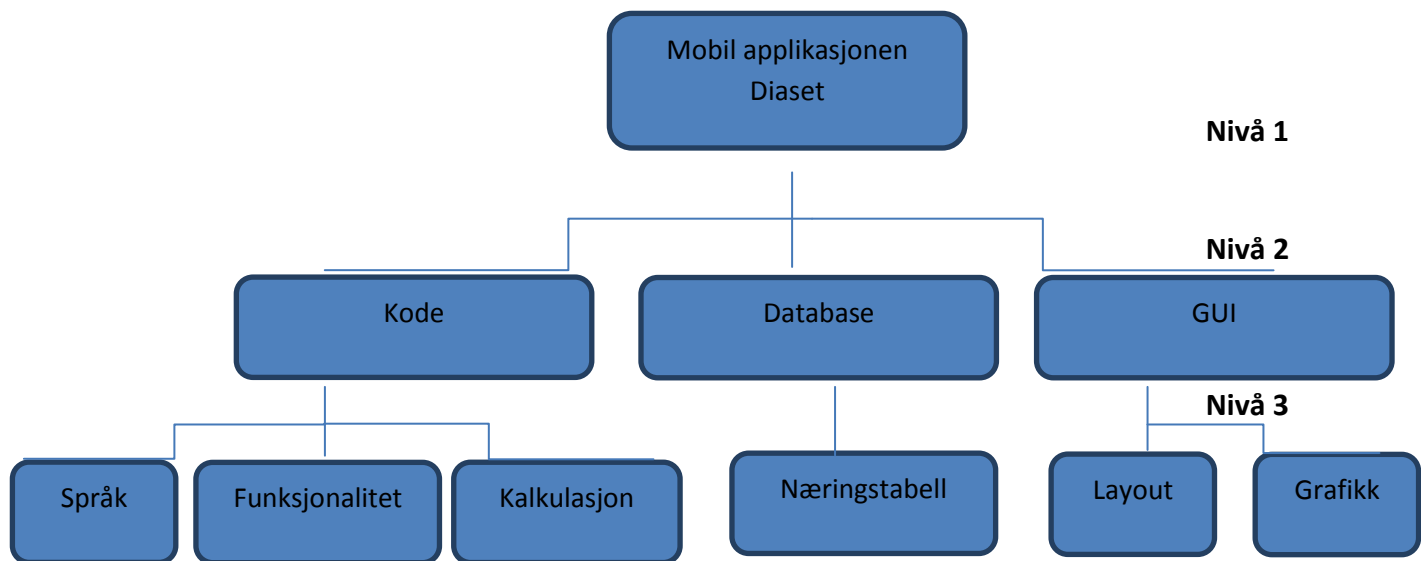 Mobil applikasjonen
Diaset
Nivå 1
Nivå 2
Kode
Database
GUI
Nivå 3
Språk
Funksjonalitet
Kalkulasjon
Næringstabell
Layout
Grafikk